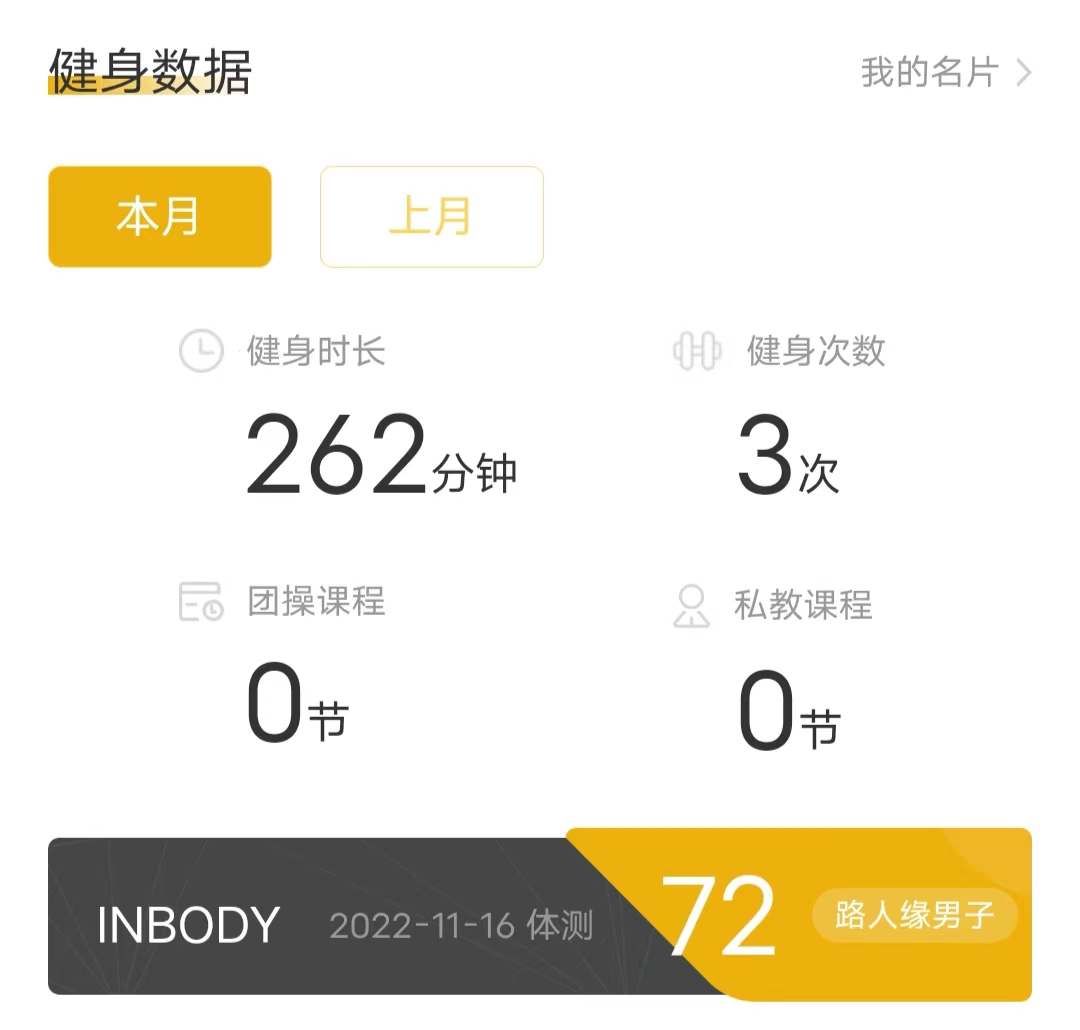 健身数据
我的名片
本月
上月
健身时长
健身次数
262分钟
3次
团操课程
私教课程
0节
0节
INBODY 2022-11-16 体测
72 路人缘男子